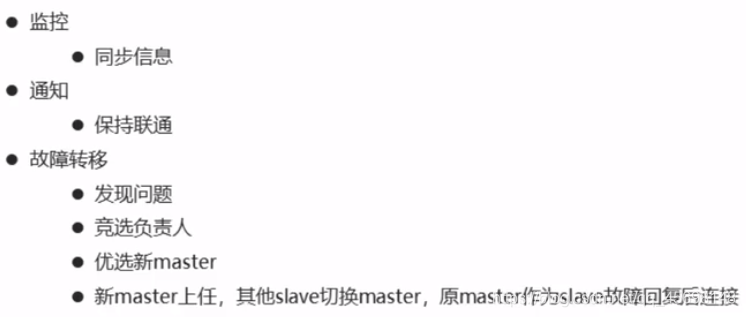 ● 监控
● 同步信息
● 通知
● 保持联通
● 故障转移
● 发现问题
● 竞选负责人
● 优选新master
● 新master上任，其他slave切换master，原master作为slave故障回复后连接